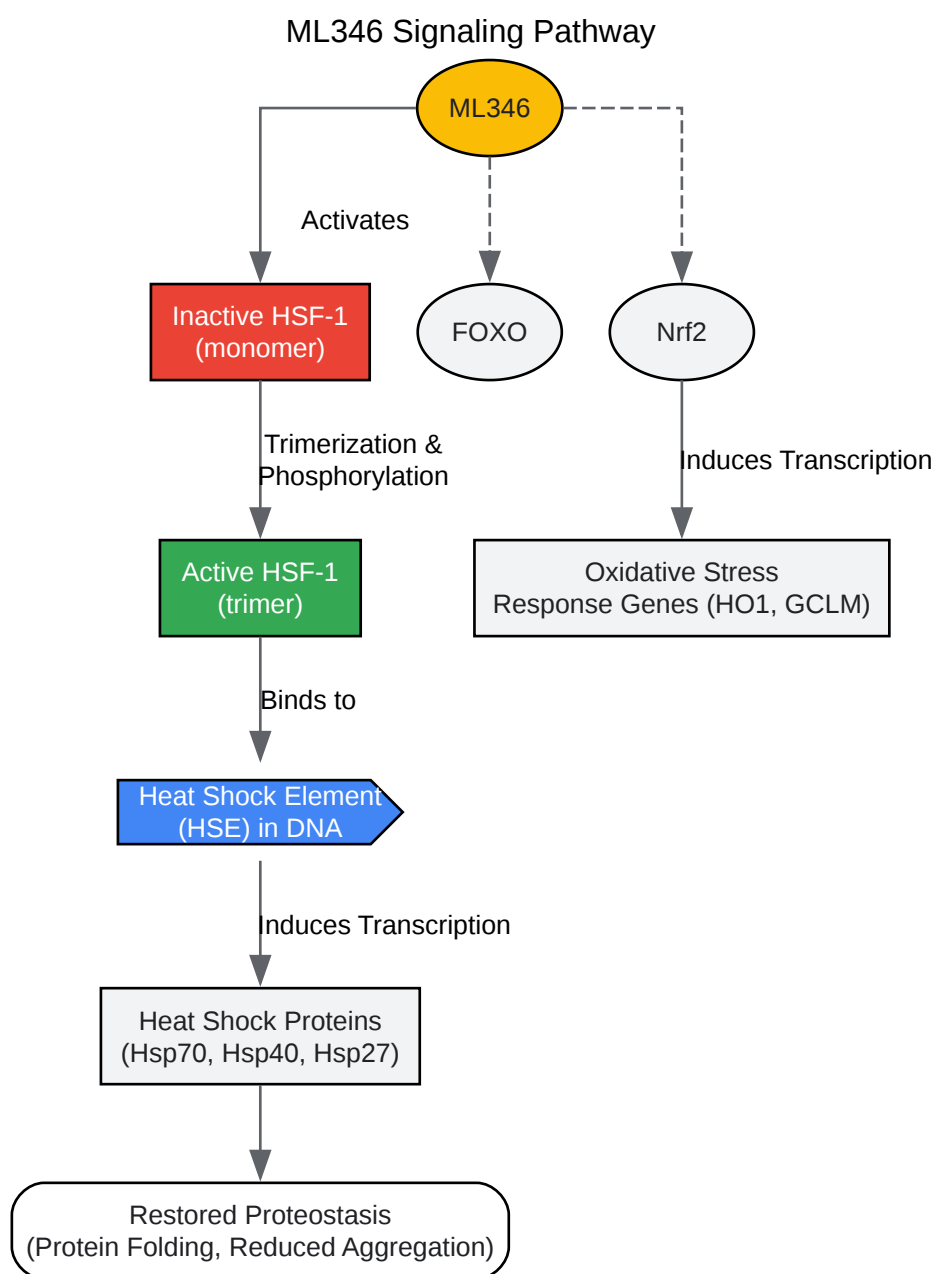 ML346 Signaling Pathway
ML346
Activates
Inactive HSF-1
(monomer)
FOXO
Nrf2
Trimerization &
Phosphorylation
Induces Transcription
Active HSF-1
(trimer)
Oxidative Stress
Response Genes (HO1, GCLM)
Binds to
Heat Shock Element
(HSE) in DNA
Induces Transcription
Heat Shock Proteins
(Hsp70, Hsp40, Hsp27)
Restored Proteostasis
(Protein Folding, Reduced Aggregation)